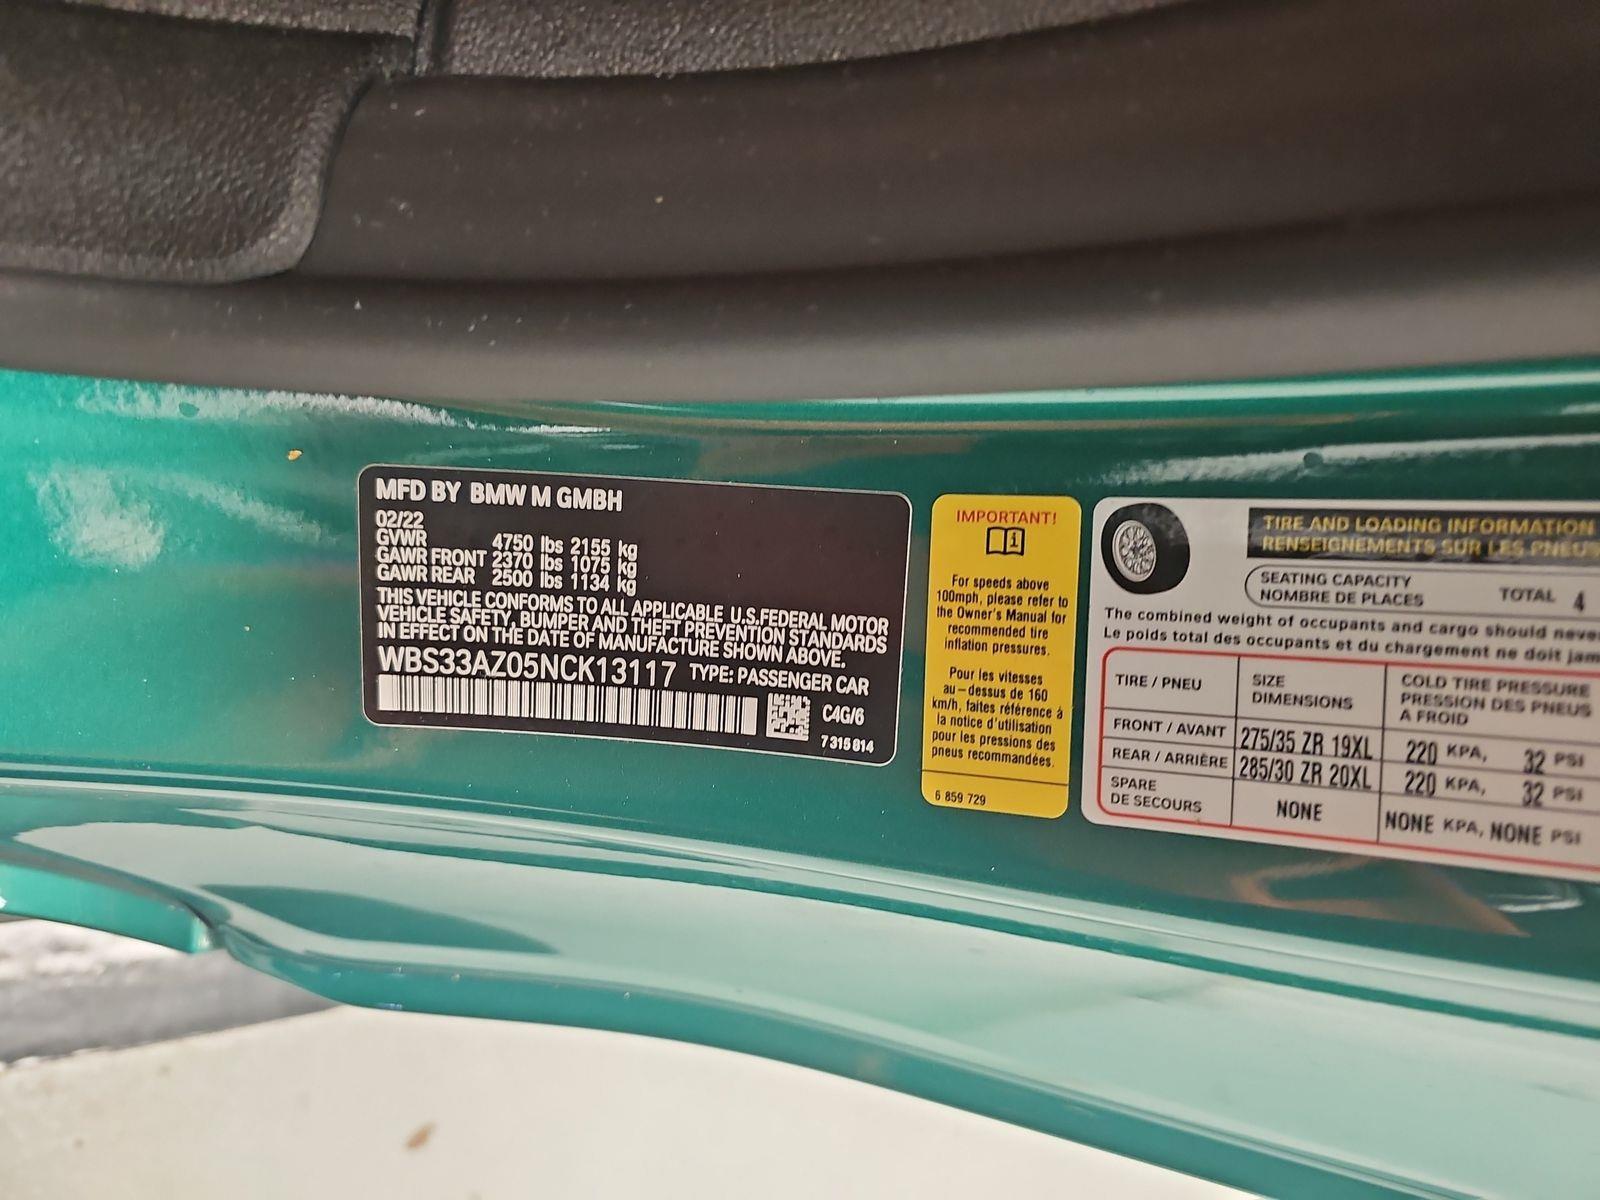 MFD BY BMW M GMBH
02/22
GVWR 4750 lbs 2155 kg
GAWR FRONT 2370 lbs 1075 kg
GAWR REAR 2500 lbs 1134 kg
THIS VEHICLE CONFORMS TO ALL APPLICABLE U.S.FEDERAL MOTOR
VEHICLE SAFETY, BUMPER AND THEFT PREVENTION STANDARDS
IN EFFECT ON THE DATE OF MANUFACTURE SHOWN ABOVE.
WBS33AZ05NCK13117 TYPE: PASSENGER CAR
C4G/6
7 315 814
IMPORTANT!
i
For speeds above
100mph, please refer to
the Owner's Manual for
recommended tire
inflation pressures.
Pour les vitesses
au-dessus de 160
km/h, faites référence à
la notice d'utilisation
pour les pressions des
pneus recommandées.
6 859 729
TIRE AND LOADING INFORMATION
RENSEIGNEMENTS SUR LES PNEUS
SEATING CAPACITY
NOMBRE DE PLACES
TOTAL 4
The combined weight of occupants and cargo should never
Le poids total des occupants et du chargement ne doit jam
TIRE / PNEU
SIZE
DIMENSIONS
COLD TIRE PRESSURE
PRESSION DES PNEUS
A FROID
FRONT / AVANT 275/35 ZR 19XL 220 KPA, 32 PSI
REAR / ARRIÈRE 285/30 ZR 20XL 220 KPA, 32 PSI
SPARE
DE SECOURS
NONE NONE KPA, NONE PSI